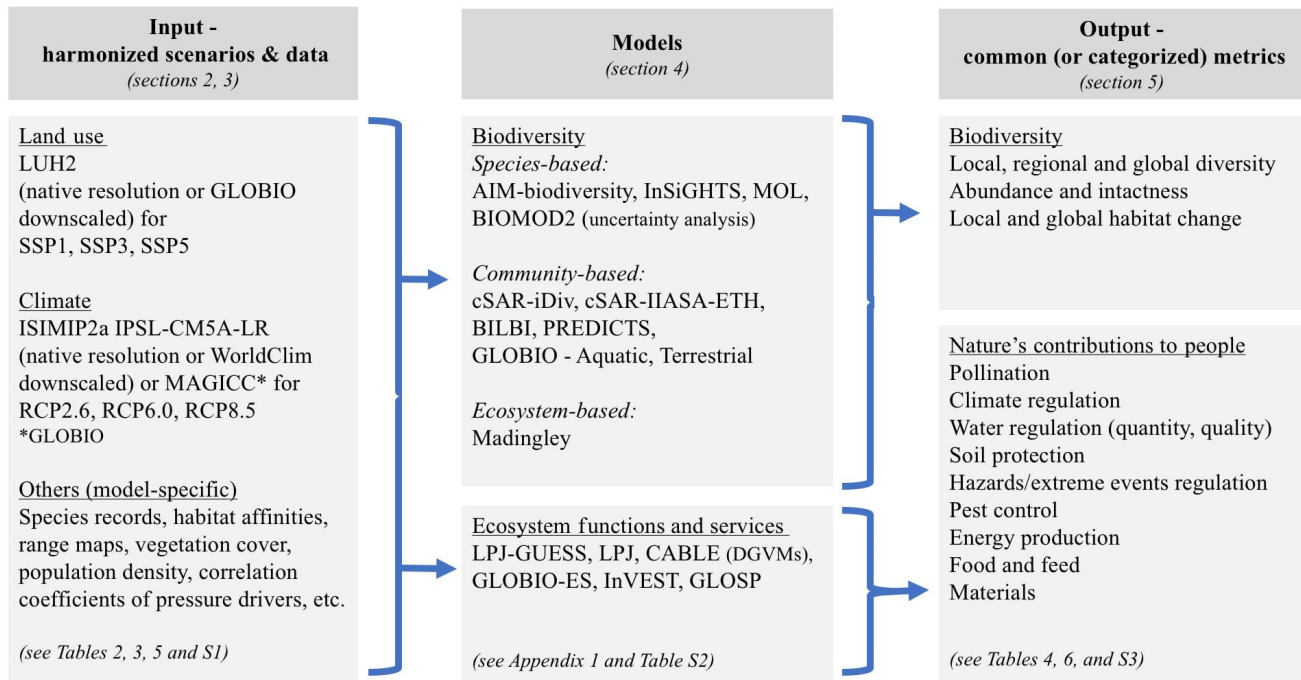 Input -
harmonized scenarios & data
(sections 2, 3)
Land use
LUH2
(native resolution or GLOBIO
downscaled) for
SSP1, SSP3, SSP5
Climate
ISIMIP2a IPSL-CM5A-LR
(native resolution or WorldClim
downscaled) or MAGICC* for
RCP2.6, RCP6.0, RCP8.5
*GLOBIO
Others (model-specific)
Species records, habitat affinities,
range maps, vegetation cover,
population density, correlation
coefficients of pressure drivers, etc.
(see Tables 2, 3, 5 and S1)
Models
(section 4)
Biodiversity
Species-based:
AIM-biodiversity, InSiGHTS, MOL,
BIOMOD2 (uncertainty analysis)
Community-based:
cSAR-iDiv, cSAR-IIASA-ETH,
BILBI, PREDICTS,
GLOBIO - Aquatic, Terrestrial
Ecosystem-based:
Madingley
Ecosystem functions and services
LPJ-GUESS, LPJ, CABLE (DGVMs),
GLOBIO-ES, InVEST, GLOSP
(see Appendix 1 and Table S2)
Output -
common (or categorized) metrics
(section 5)
Biodiversity
Local, regional and global diversity
Abundance and intactness
Local and global habitat change
Nature's contributions to people
Pollination
Climate regulation
Water regulation (quantity, quality)
Soil protection
Hazards/extreme events regulation
Pest control
Energy production
Food and feed
Materials
(see Tables 4, 6, and S3)